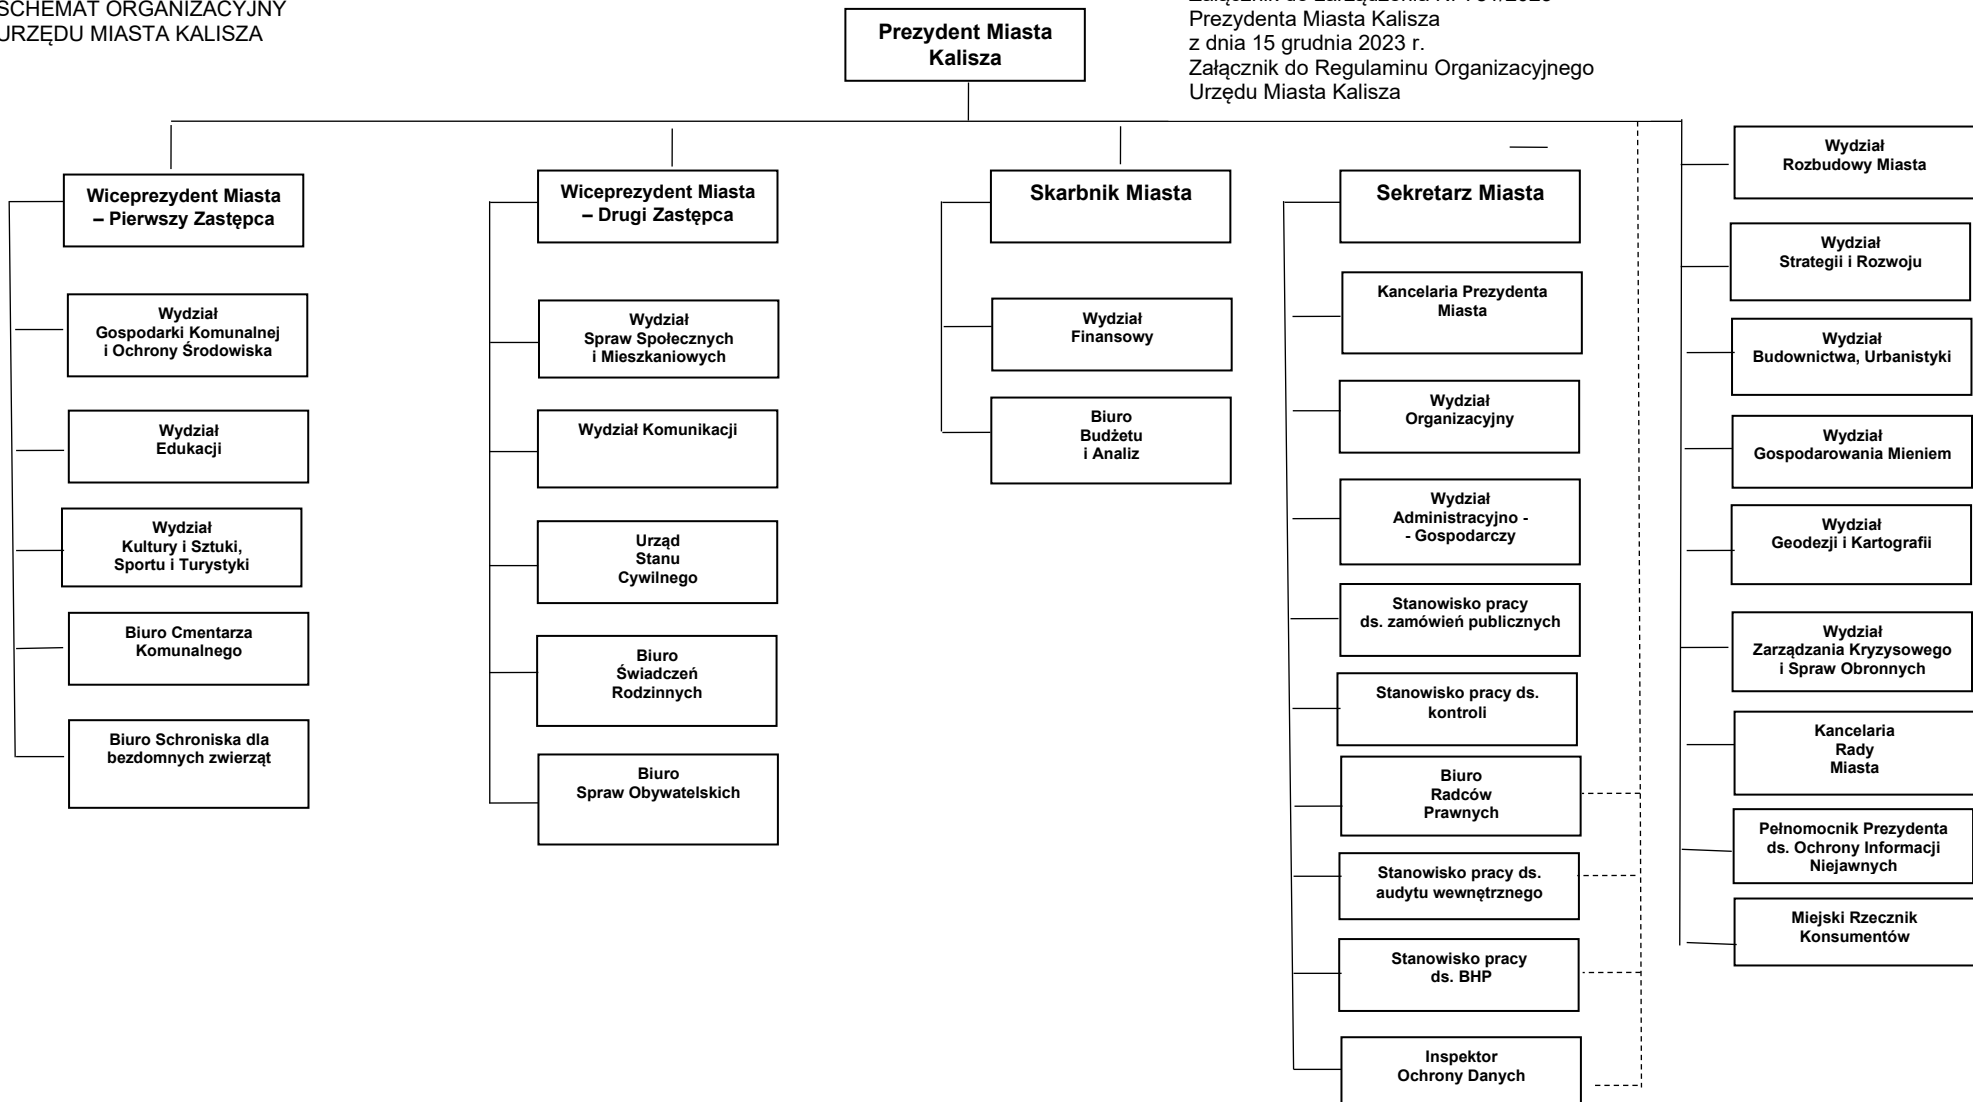 SCHEMAT ORGANIZACYJNY
URZĘDU MIASTA KALISZA
Prezydenta Miasta Kalisza
z dnia 15 grudnia 2023 r.
Załącznik do Regulaminu Organizacyjnego
Urzędu Miasta Kalisza
Prezydent Miasta
Kalisza
Wiceprezydent Miasta
– Pierwszy Zastępca
Wydział
Gospodarki Komunalnej
i Ochrony Środowiska
Wydział
Edukacji
Wydział
Kultury i Sztuki,
Sportu i Turystyki
Biuro Cmentarza
Komunalnego
Biuro Schroniska dla
bezdomnych zwierząt
Wiceprezydent Miasta
– Drugi Zastępca
Wydział
Spraw Społecznych
i Mieszkaniowych
Wydział Komunikacji
Urząd
Stanu
Cywilnego
Biuro
Świadczeń
Rodzinnych
Biuro
Spraw Obywatelskich
Skarbnik Miasta
Wydział
Finansowy
Biuro
Budżetu
i Analiz
Sekretarz Miasta
Kancelaria Prezydenta
Miasta
Wydział
Organizacyjny
Wydział
Administracyjno -
- Gospodarczy
Stanowisko pracy
ds. zamówień publicznych
Stanowisko pracy ds.
kontroli
Biuro
Radców
Prawnych
Stanowisko pracy ds.
audytu wewnętrznego
Stanowisko pracy
ds. BHP
Inspektor
Ochrony Danych
Wydział
Rozbudowy Miasta
Wydział
Strategii i Rozwoju
Wydział
Budownictwa, Urbanistyki
Wydział
Gospodarowania Mieniem
Wydział
Geodezji i Kartografii
Wydział
Zarządzania Kryzysowego
i Spraw Obronnych
Kancelaria
Rady
Miasta
Pełnomocnik Prezydenta
ds. Ochrony Informacji
Niejawnych
Miejski Rzecznik
Konsumentów